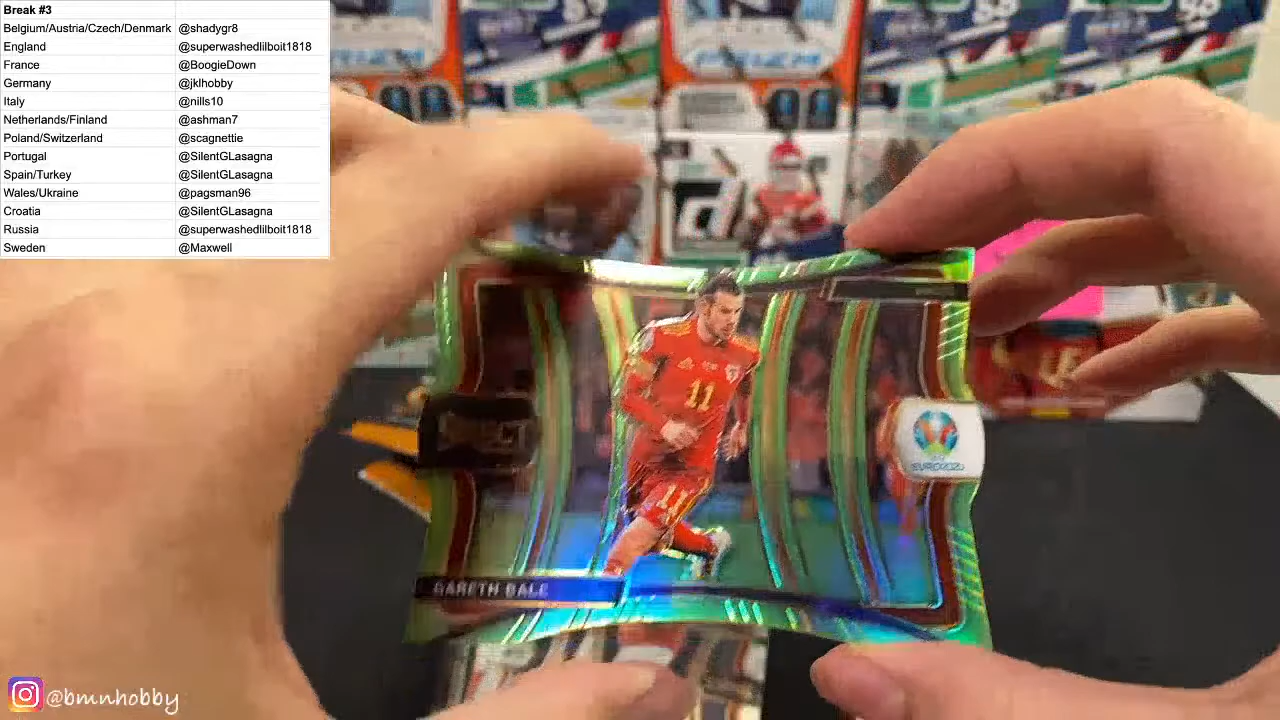 Break #3
Belgium/Austria/Czech/Denmark @shadygr8
England @superwashedlilboit1818
France @BoogieDown
Germany @jklhobby
Italy @nills10
Netherlands/Finland @ashman7
Poland/Switzerland @scagnettie
Portugal @SilentGLasagna
Spain/Turkey @SilentGLasagna
Wales/Ukraine @pagsman96
Croatia @SilentGLasagna
Russia @superwashedlilboit1818
Sweden @Maxwell
11
11
EURO2020
GARETH BALE
@bmnhobby